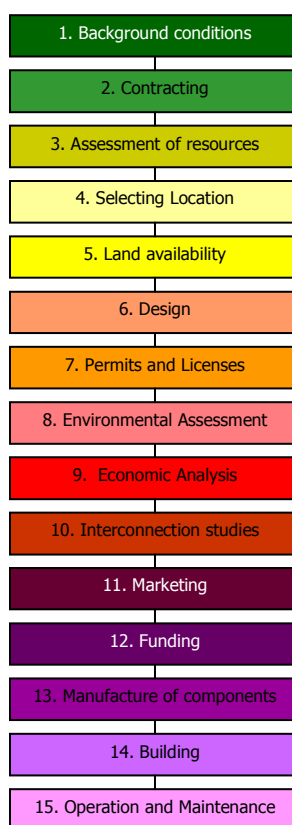 1. Background conditions
2. Contracting
3. Assessment of resources
4. Selecting Location
5. Land availability
6. Design
7. Permits and Licenses
8. Environmental Assessment
9. Economic Analysis
10. Interconnection studies
11. Marketing
12. Funding
13. Manufacture of components
14. Building
15. Operation and Maintenance